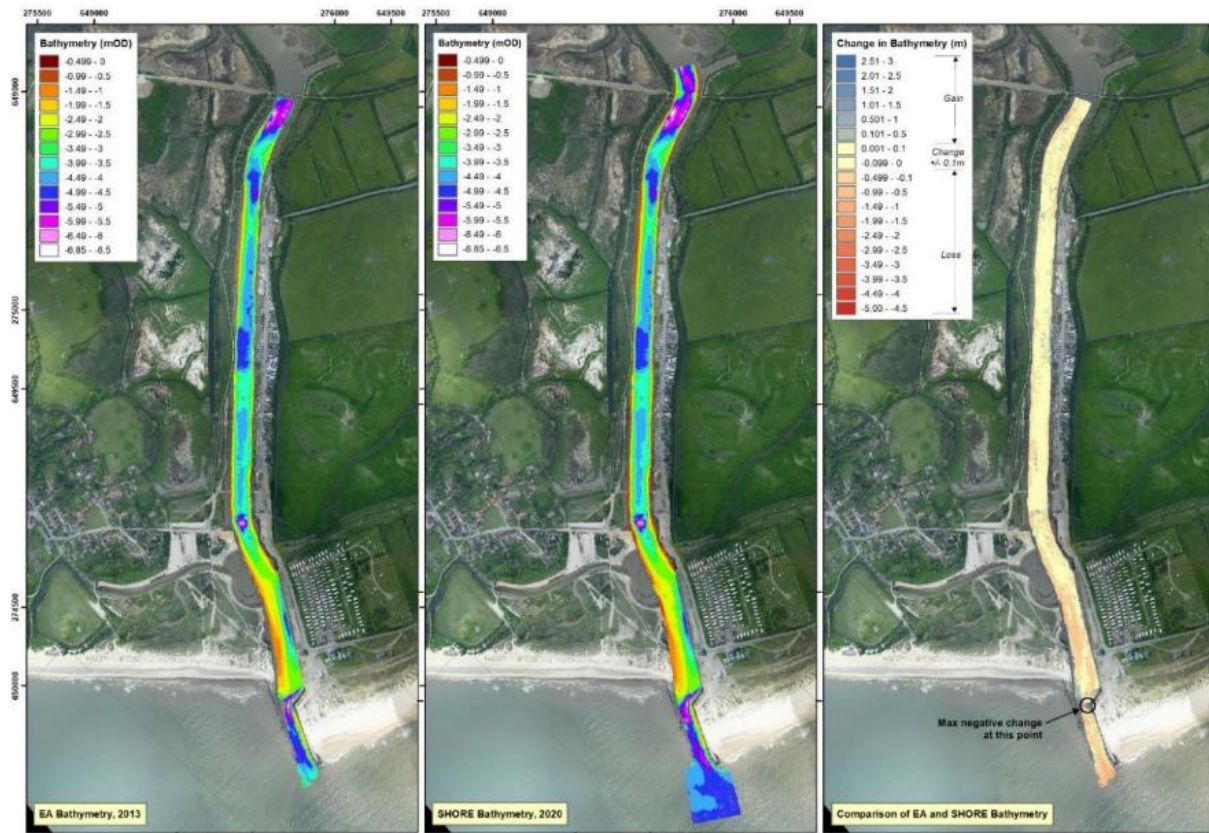 275500
649000
276000
649500
275500
649000
276000
649500
276000
649500
Bathymetry (mOD)
-0.499 - 0
-0.99 - -0.5
-1.49 - -1
-1.99 - -1.5
-2.49 - -2
-2.99 - -2.5
-3.49 - -3
-3.99 - -3.5
-4.49 - -4
-4.99 - -4.5
-5.49 - -5
-5.99 - -5.5
-6.49 - -6
-6.85 - -6.5
649000
275000
649500
274500
650000
EA Bathymetry, 2013
Bathymetry (mOD)
-0.499 - 0
-0.99 - -0.5
-1.49 - -1
-1.99 - -1.5
-2.49 - -2
-2.99 - -2.5
-3.49 - -3
-3.99 - -3.5
-4.49 - -4
-4.99 - -4.5
-5.49 - -5
-5.99 - -5.5
-6.49 - -6
-6.85 - -6.5
SHORE Bathymetry, 2020
Change in Bathymetry (m)
2.51 - 3
2.01 - 2.5
1.51 - 2
1.01 - 1.5
0.501 - 1
0.101 - 0.5
0.001 - 0.1
-0.099 - 0
-0.499 - -0.1
-0.99 - -0.5
-1.49 - -1
-1.99 - -1.5
-2.49 - -2
-2.99 - -2.5
-3.49 - -3
-3.99 - -3.5
-4.49 - -4
-5.00 - -4.5
Gain
Change
+/- 0.1m
Loss
Max negative change
at this point
Comparison of EA and SHORE Bathymetry